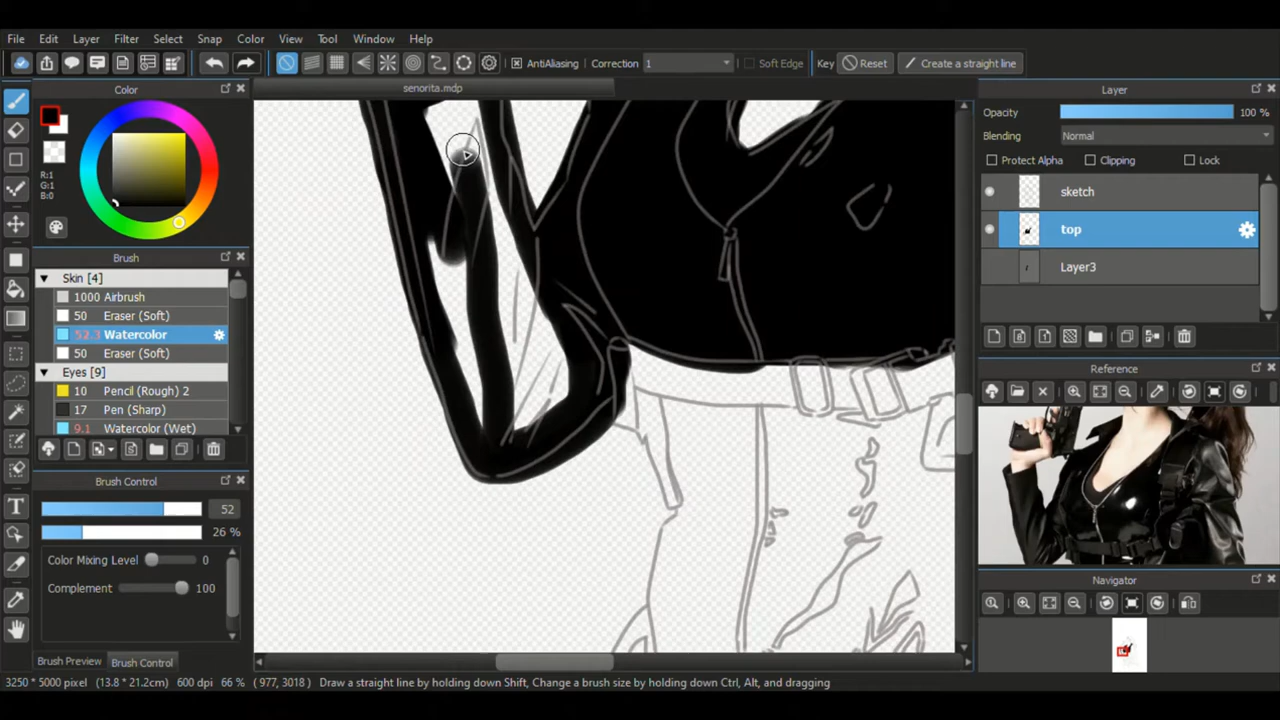 File Edit Layer Filter Select Snap Color View Tool Window Help
AntiAliasing Correction 1 Soft Edge Key Reset Create a straight line
Color
senorita.mdp
R:1
G:1
B:0
Brush
Skin [4]
1000 Airbrush
50 Eraser (Soft)
52.3 Watercolor
50 Eraser (Soft)
Eyes [9]
10 Pencil (Rough) 2
17 Pen (Sharp)
9.1 Watercolor (Wet)
Brush Control
52
26 %
Color Mixing Level 0
Complement 100
Brush Preview Brush Control
Layer
Opacity 100 %
Blending Normal
Protect Alpha Clipping Lock
sketch
top
Layer3
Reference
Navigator
3250 * 5000 pixel (13.8 * 21.2cm) 600 dpi 66 % ( 977, 3018 ) Draw a straight line by holding down Shift, Change a brush size by holding down Ctrl, Alt, and dragging